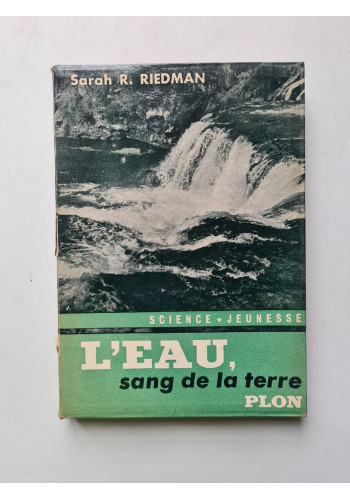 Sarah R. RIEDMAN
SCIENCE ★ JEUNESSE
L'EAU,
sang de la terre
PLON